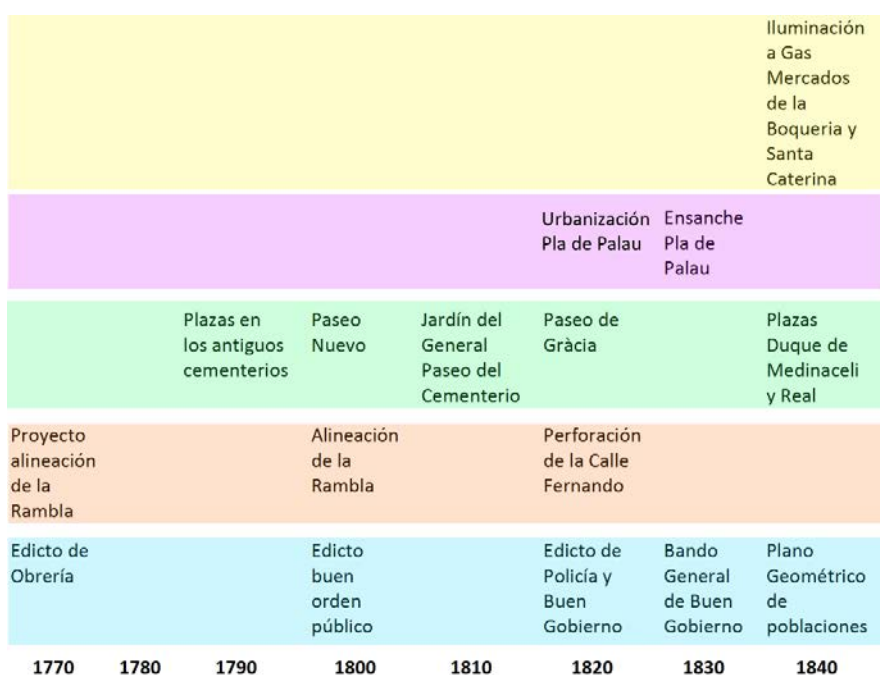 Iluminación
a Gas
Mercados
de la
Boqueria y
Santa
Caterina
Urbanización
Pla de Palau
Ensanche
Pla de
Palau
Plazas en
los antiguos
cementerios
Paseo
Nuevo
Jardín del
General
Paseo del
Cementerio
Paseo de
Gràcia
Plazas
Duque de
Medinaceli
y Real
Proyecto
alineación
de la
Rambla
Alineación
de la
Rambla
Perforación
de la Calle
Fernando
Edicto de
Obrería
Edicto
buen
orden
público
Edicto de
Policía y
Buen
Gobierno
Bando
General
de Buen
Gobierno
Plano
Geométrico
de
poblaciones
1770 1780 1790 1800 1810 1820 1830 1840